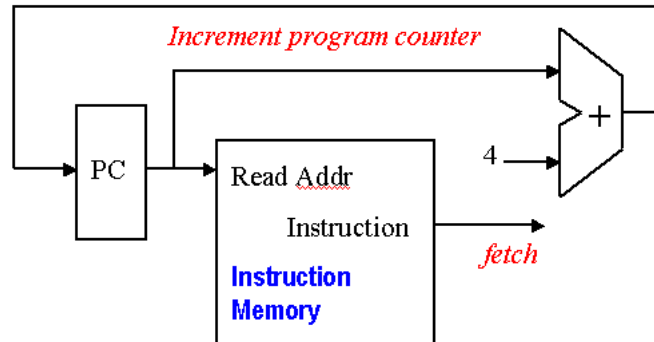 Increment program counter
PC
Read Addr
+
4
Instruction
fetch
Instruction
Memory